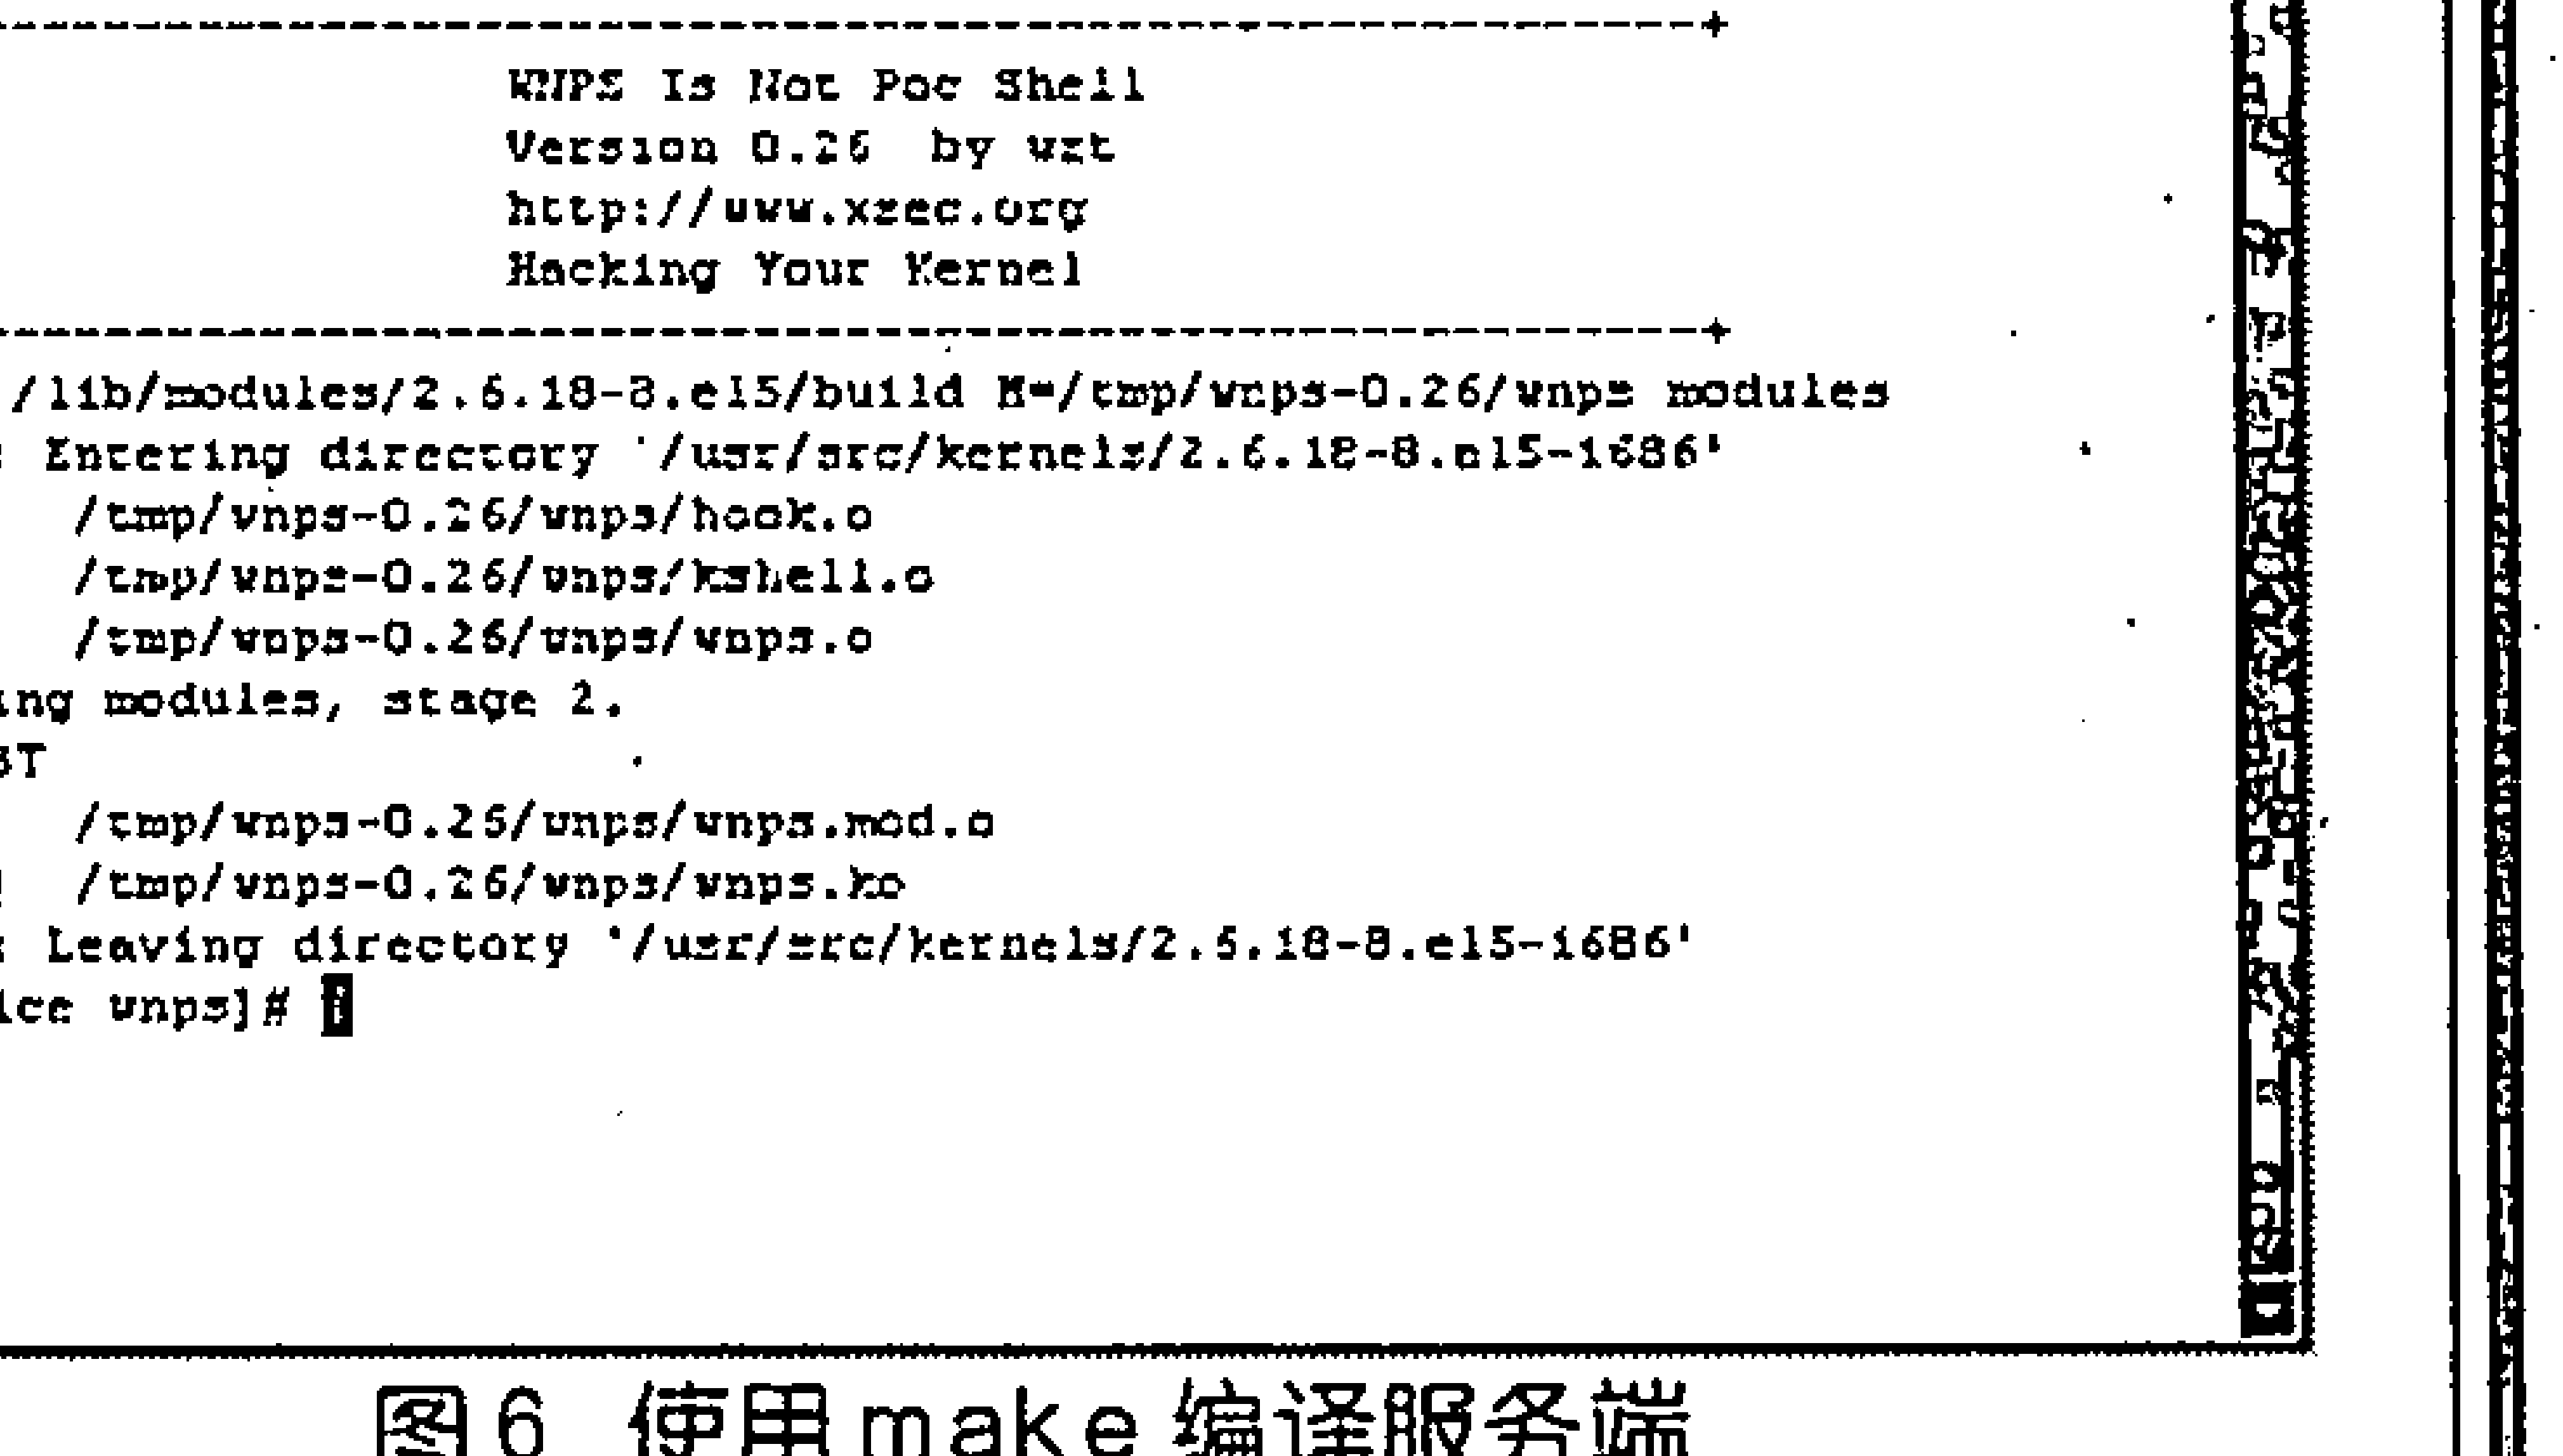 ---------------------------------------------------------+
WNPS Is Not Poc Shell
Version 0.26  by wzt
http://www.xsec.org
Hacking Your Kernel
---------------------------------------------------------+
/lib/modules/2.6.18-8.el5/build M=/tmp/wnps-0.26/wnps modules
: Entering directory `/usr/src/kernels/2.6.18-8.el5-i686'
/tmp/wnps-0.26/wnps/hook.o
/tmp/wnps-0.26/wnps/kshell.o
/tmp/wnps-0.26/wnps/wnps.o
ing modules, stage 2.
ST
/tmp/wnps-0.26/wnps/wnps.mod.o
/tmp/wnps-0.26/wnps/wnps.ko
: Leaving directory `/usr/src/kernels/2.6.18-8.el5-i686'
ice wnps]#
图6 使用make编译服务端